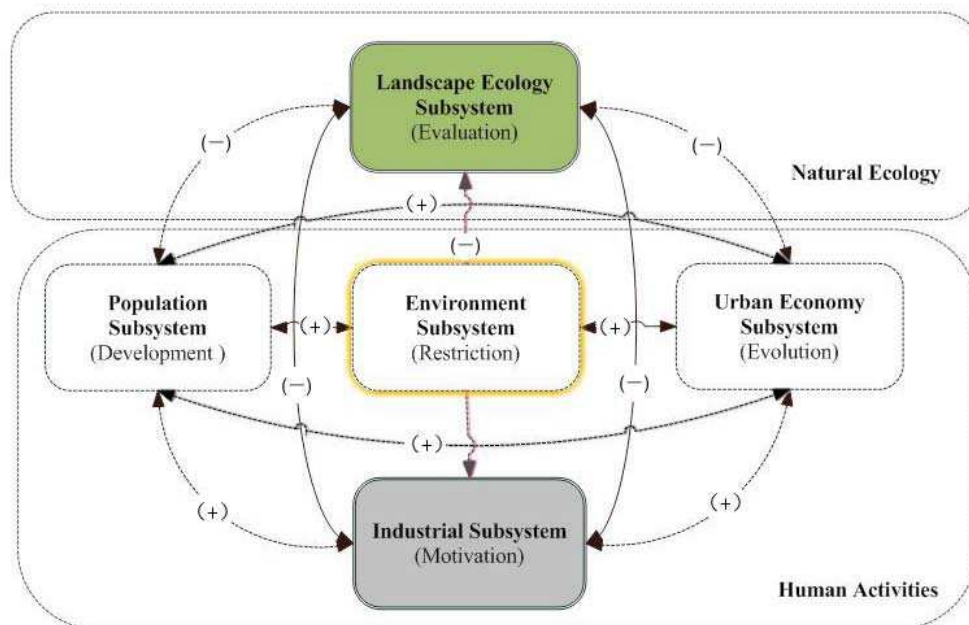 Landscape Ecology
Subsystem
(Evaluation)
(−)
(−)
Natural Ecology
(+)
(−)
Population
Subsystem
(Development )
(+)
Environment
Subsystem
(Restriction)
(+)
Urban Economy
Subsystem
(Evolution)
(−)
(−)
(+)
(+)
(+)
Industrial Subsystem
(Motivation)
Human Activities